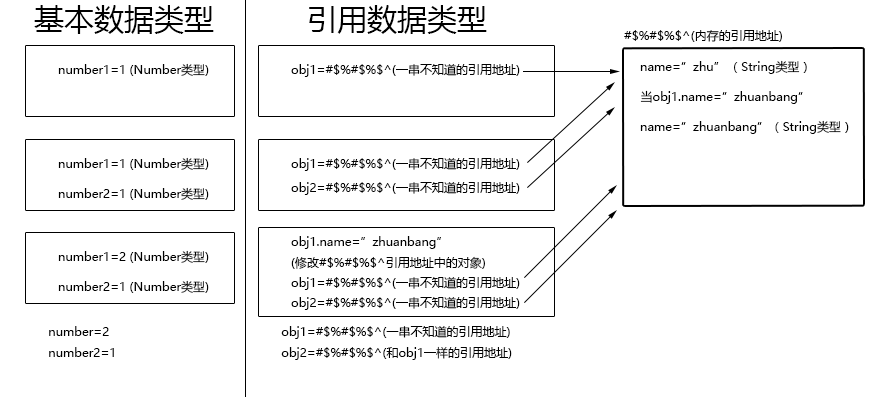 基本数据类型
number1=1 (Number类型)
number1=1 (Number类型)
number2=1 (Number类型)
number1=2 (Number类型)
number2=1 (Number类型)
number=2
number2=1
引用数据类型
obj1=#$%#$%$^(一串不知道的引用地址)
obj1=#$%#$%$^(一串不知道的引用地址)
obj2=#$%#$%$^(一串不知道的引用地址)
obj1.name=”zhuanbang”
(修改#$%#$%$^引用地址中的对象)
obj1=#$%#$%$^(一串不知道的引用地址)
obj2=#$%#$%$^(一串不知道的引用地址)
obj1=#$%#$%$^(一串不知道的引用地址)
obj2=#$%#$%$^(和obj1一样的引用地址)
#$%#$%$^(内存的引用地址)
name=”zhu”（String类型）
当obj1.name=”zhuanbang”
name=”zhuanbang”（String类型）